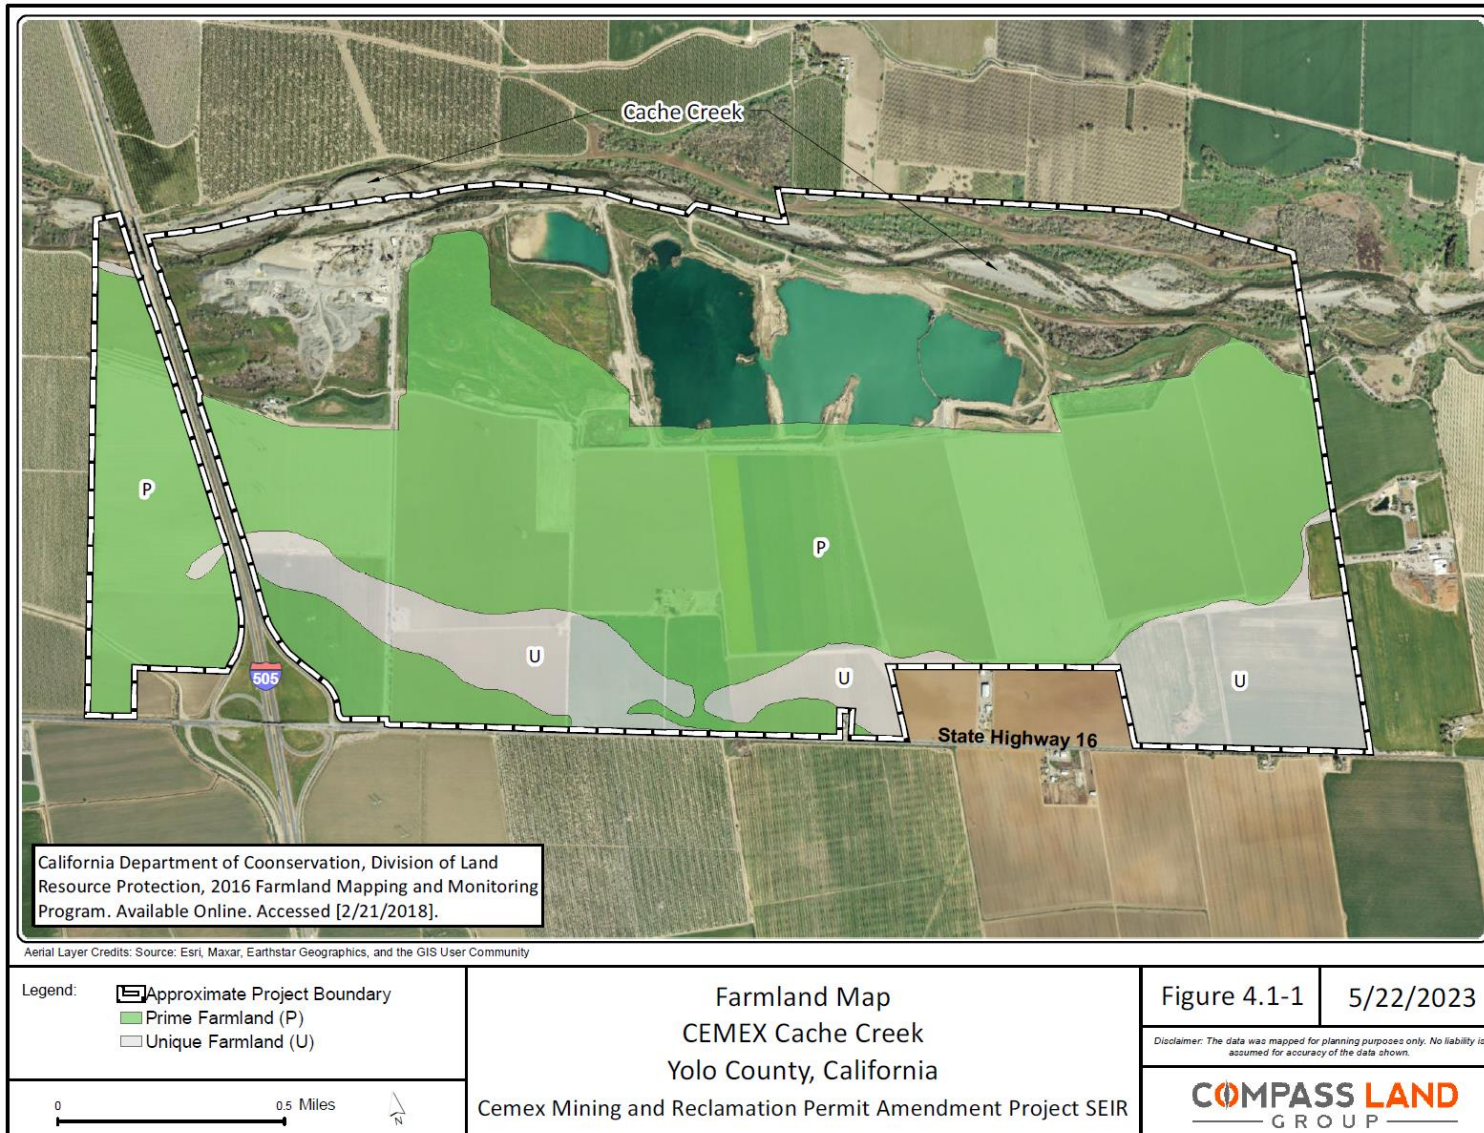 Cache Creek
P
P
U
U
U
505
State Highway 16
California Department of Coonservation, Division of Land
Resource Protection, 2016 Farmland Mapping and Monitoring
Program. Available Online. Accessed [2/21/2018].
Aerial Layer Credits: Source: Esri, Maxar, Earthstar Geographics, and the GIS User Community
Legend:
Approximate Project Boundary
Prime Farmland (P)
Unique Farmland (U)
0 0.5 Miles
N
Farmland Map
CEMEX Cache Creek
Yolo County, California
Cemex Mining and Reclamation Permit Amendment Project SEIR
Figure 4.1-1
5/22/2023
Disclaimer: The data was mapped for planning purposes only. No liability is
assumed for accuracy of the data shown.
COMPASS LAND
GROUP